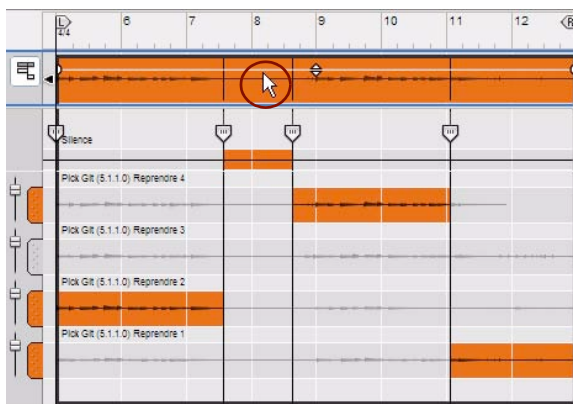 L 6 7 8 9 10 11 12 R
4/4
Silence
Pick Git (5.1.1.0) Reprendre 4
Pick Git (5.1.1.0) Reprendre 3
Pick Git (5.1.1.0) Reprendre 2
Pick Git (5.1.1.0) Reprendre 1